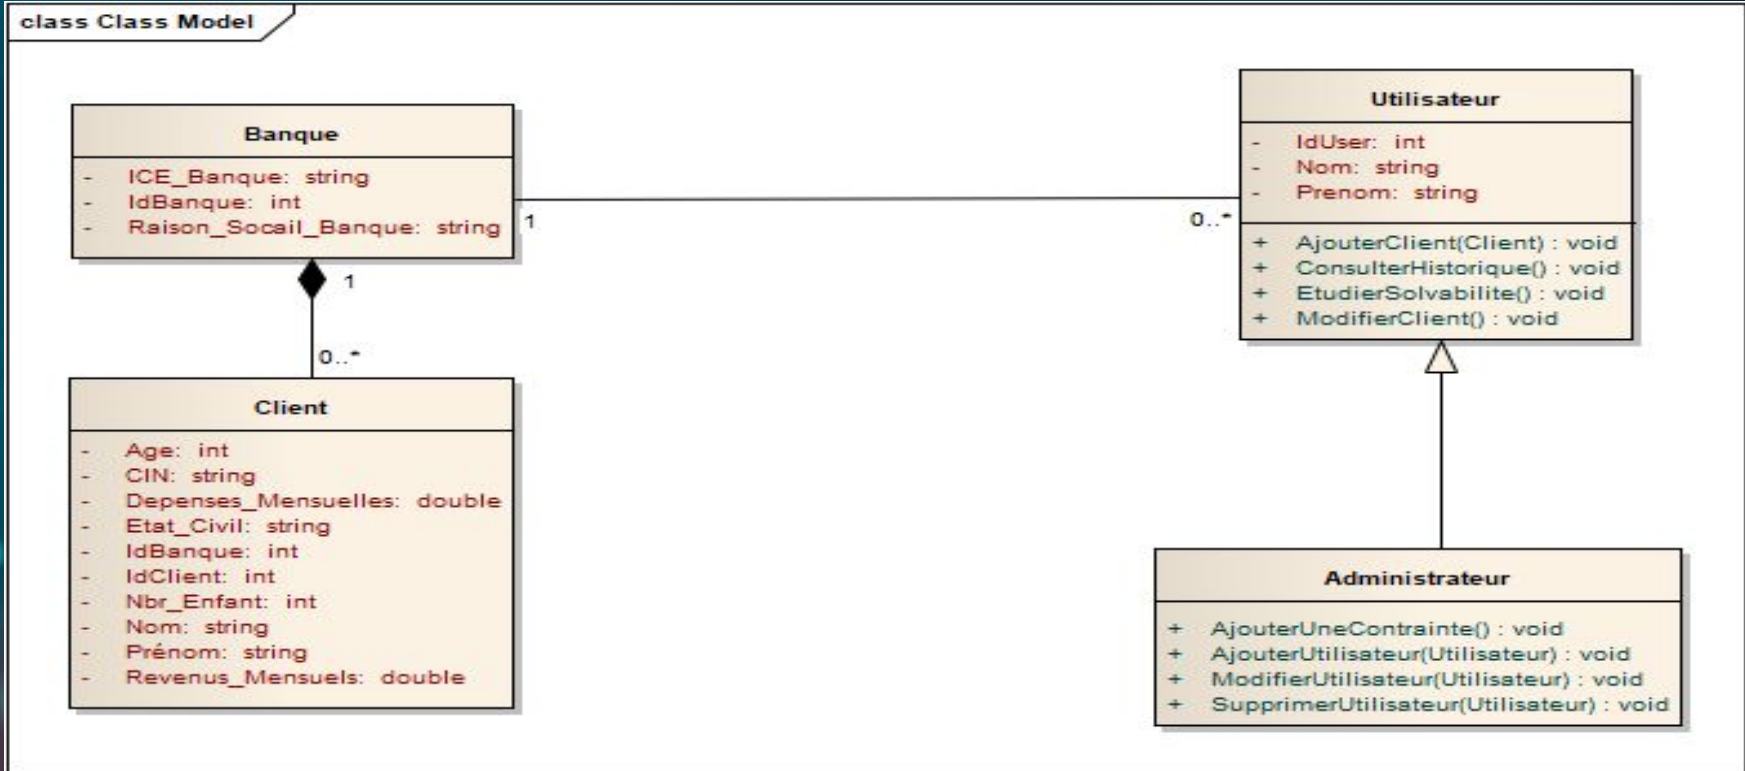 class Class Model
Banque
- ICE_Banque: string
- IdBanque: int
- Raison_Socail_Banque: string
1
0..*
Utilisateur
- IdUser: int
- Nom: string
- Prenom: string
+ AjouterClient(Client) : void
+ ConsulterHistorique() : void
+ EtudierSolvabilite() : void
+ ModifierClient() : void
1
0..*
Client
- Age: int
- CIN: string
- Depenses_Mensuelles: double
- Etat_Civil: string
- IdBanque: int
- IdClient: int
- Nbr_Enfant: int
- Nom: string
- Prénom: string
- Revenus_Mensuels: double
Administrateur
+ AjouterUneContrainte() : void
+ AjouterUtilisateur(Utilisateur) : void
+ ModifierUtilisateur(Utilisateur) : void
+ SupprimerUtilisateur(Utilisateur) : void